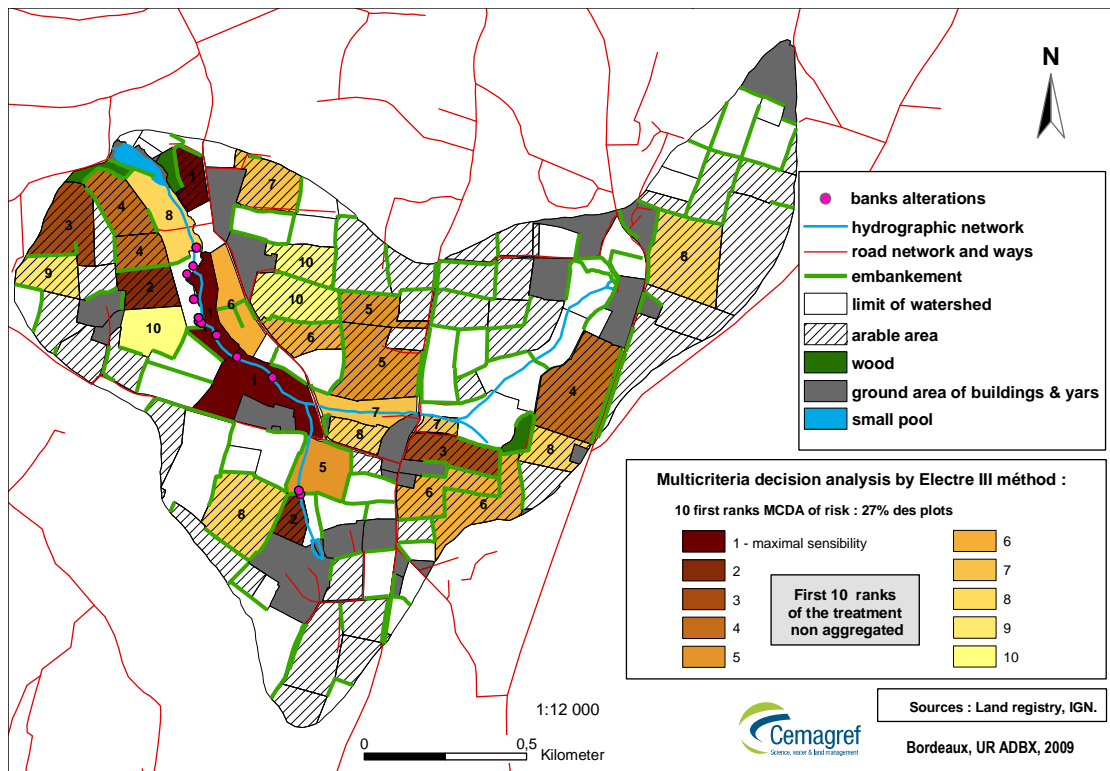 N
1
7
3
4
8
4
10
9
2
10
6
5
1
6
10
8
5
4
1
7
7
8
3
8
5
6
6
8
2
banks alterations
hydrographic network
road network and ways
embankement
limit of watershed
arable area
wood
ground area of buildings & yars
small pool
Multicriteria decision analysis by Electre III méthod :
10 first ranks MCDA of risk : 27% des plots
1 - maximal sensibility
2
3
4
5
First 10 ranks
of the treatment
non aggregated
6
7
8
9
10
1:12 000
0
0,5
Kilometer
Cemagref
Science, water & land management
Sources : Land registry, IGN.
Bordeaux, UR ADBX, 2009